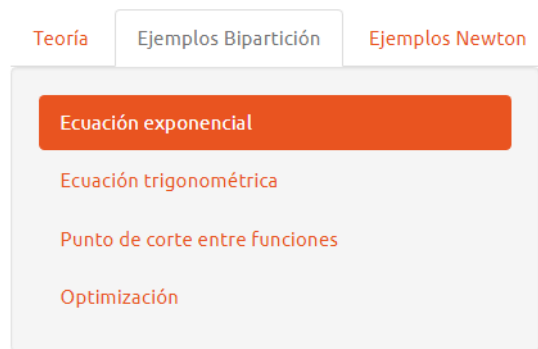 Teoría Ejemplos Bipartición Ejemplos Newton
Ecuación exponencial
Ecuación trigonométrica
Punto de corte entre funciones
Optimización